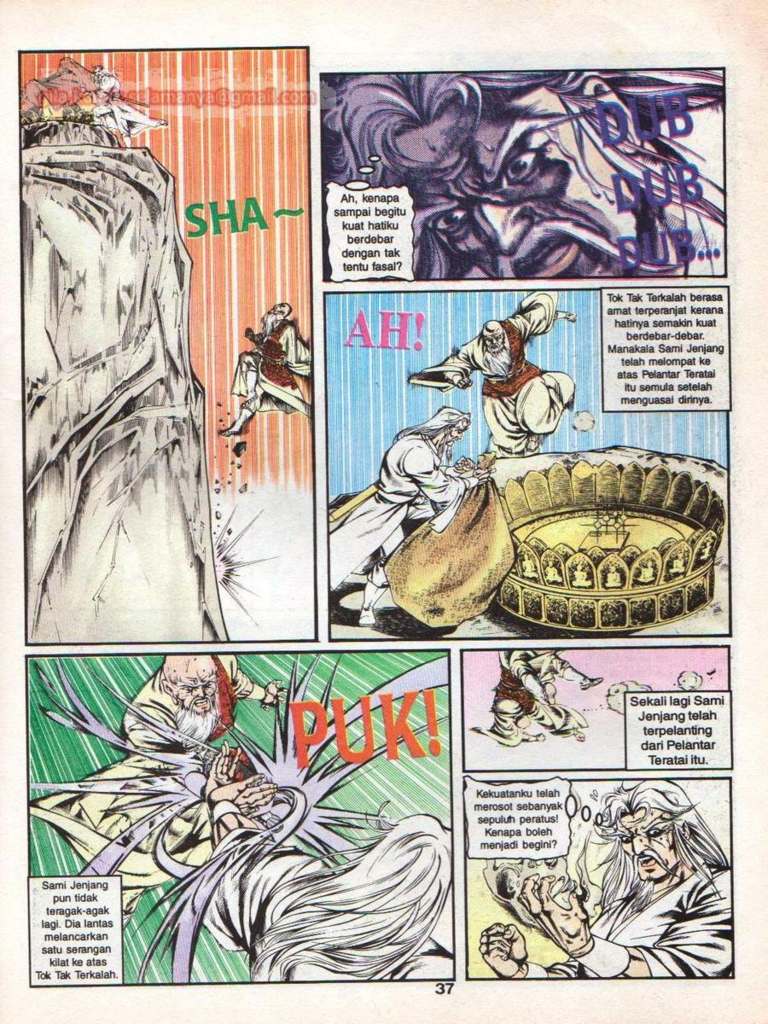 SHA~
Ah, kenapa
sampai begitu
kuat hatiku
berdebar
dengan tak
tentu fasal?
DUB
DUB
DUB...
AH!
Tok Tak Terkalah berasa
amat terperanjat kerana
hatinya semakin kuat
berdebar-debar.
Manakala Sami Jenjang
telah melompat ke
atas Pelantar Teratai
itu semula setelah
menguasai dirinya.
PUK!
Sami Jenjang
pun tidak
teragak-agak
lagi. Dia lantas
melancarkan
satu serangan
kilat ke atas
Tok Tak Terkalah.
Sekali lagi Sami
Jenjang telah
terpelanting
dari Pelantar
Teratai itu.
Kekuatanku telah
merosot sebanyak
sepuluh peratus!
Kenapa boleh
menjadi begini?
37